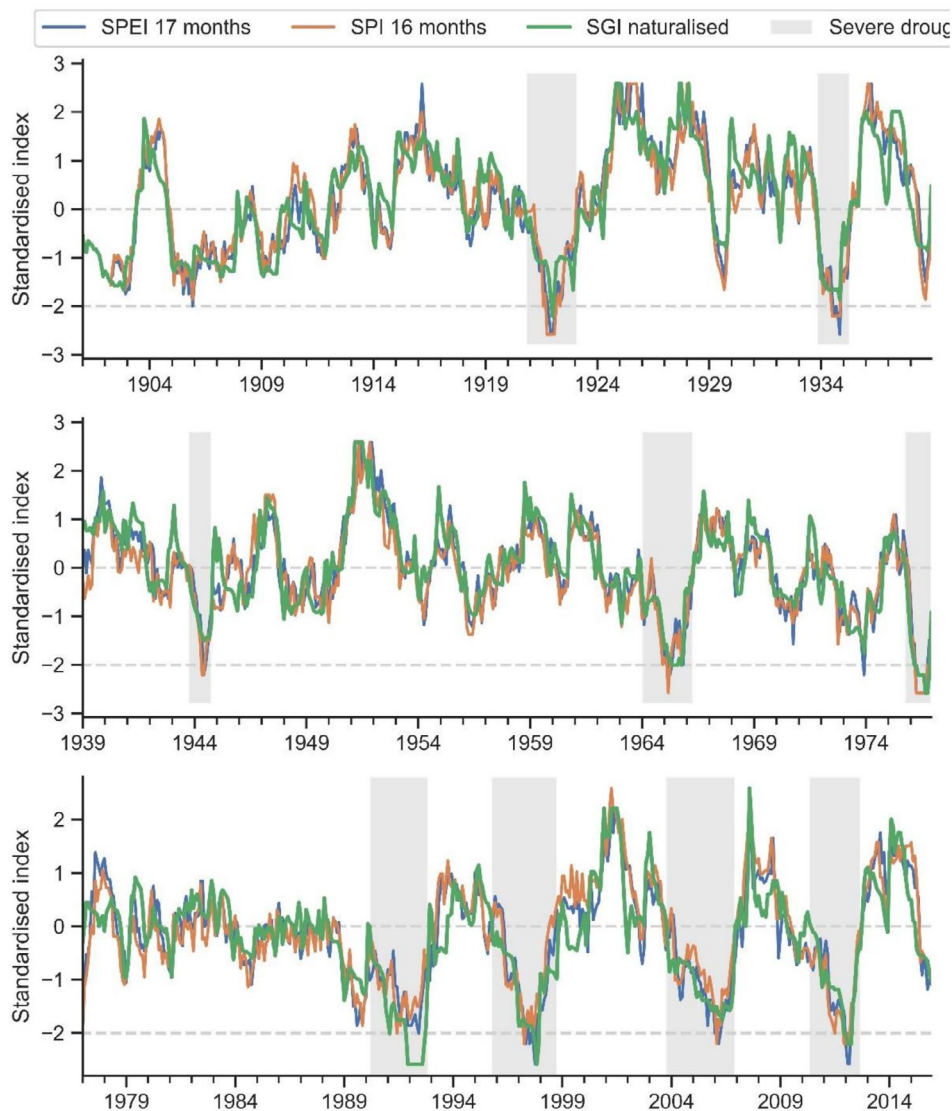 SPEI 17 months SPI 16 months SGI naturalised Severe droug
3
2
1
0
−1
−2
−3
Standardised index
1904 1909 1914 1919 1924 1929 1934
3
2
1
0
−1
−2
−3
Standardised index
1939 1944 1949 1954 1959 1964 1969 1974
2
1
0
−1
−2
Standardised index
1979 1984 1989 1994 1999 2004 2009 2014